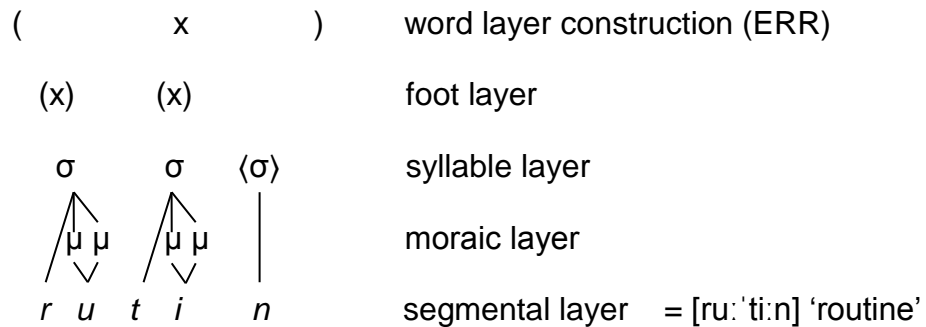 ( x ) word layer construction (ERR)
(x) (x) foot layer
σ σ ⟨σ⟩ syllable layer
μ μ μ μ moraic layer
r u t i n segmental layer = [ruːˈtiːn] ‘routine’